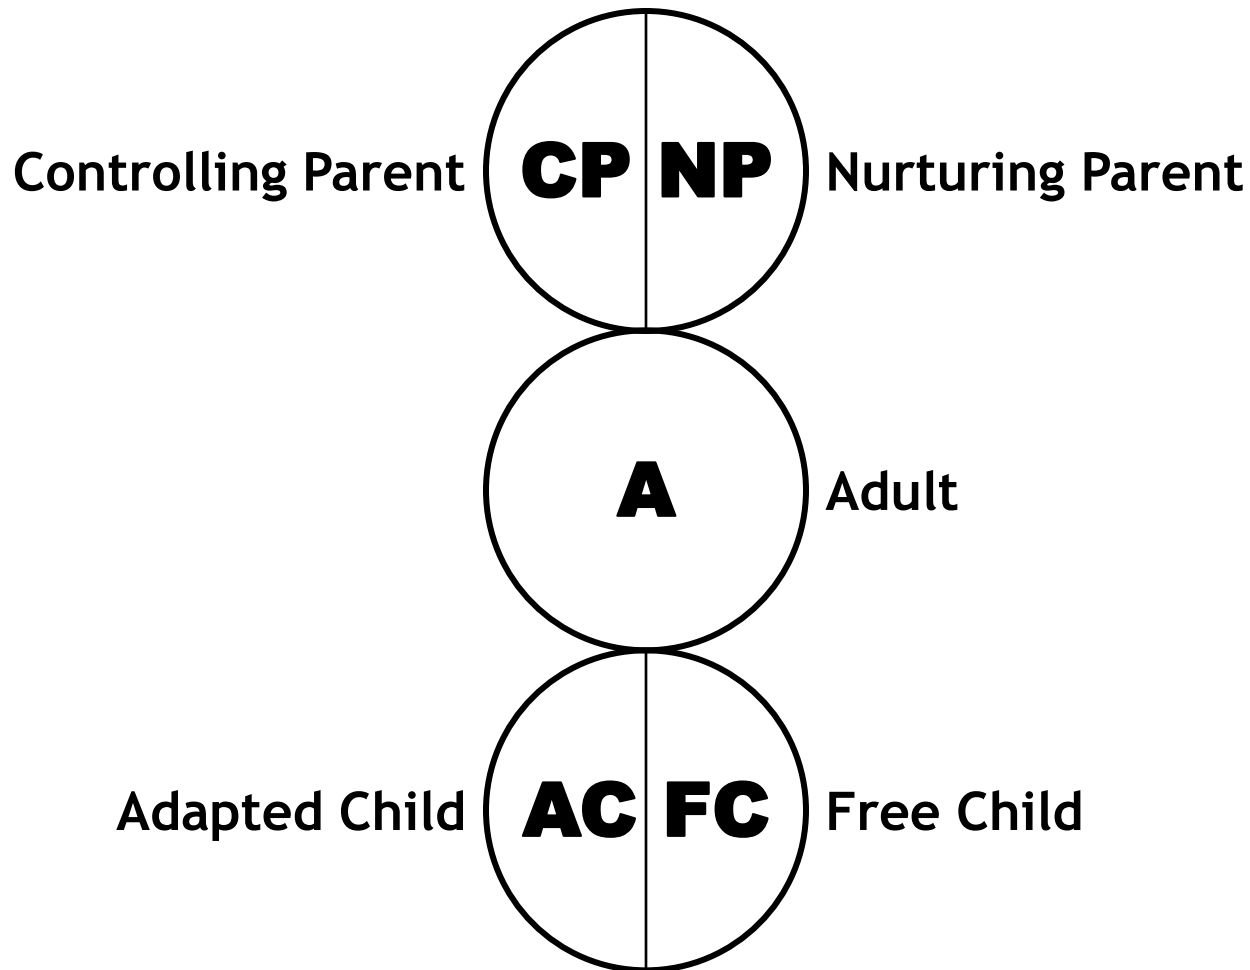 Controlling Parent CP NP Nurturing Parent
A Adult
Adapted Child AC FC Free Child